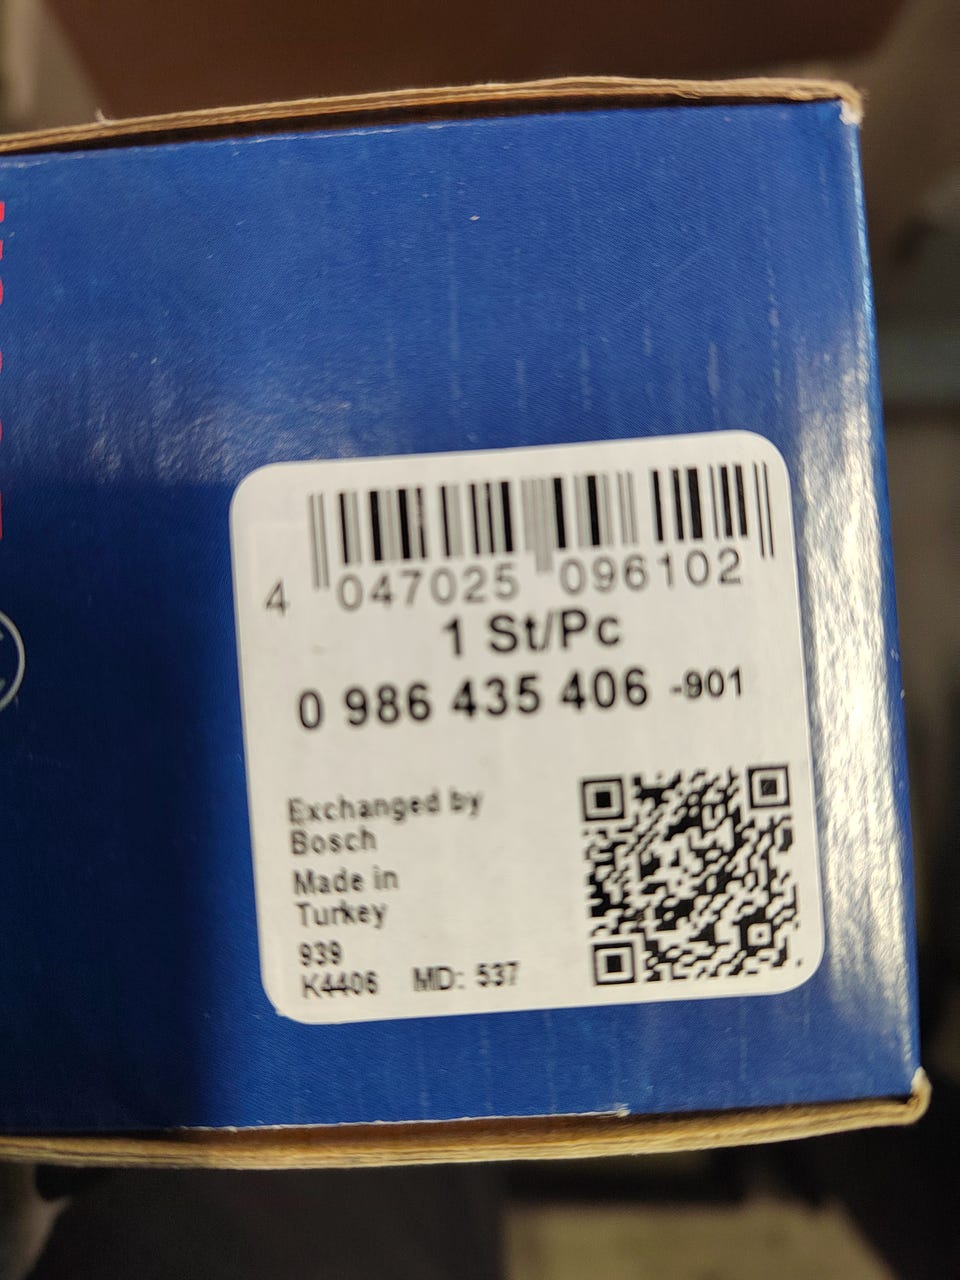 4 047025 096102
1 St/Pc
0 986 435 406 -901
Exchanged by
Bosch
Made in
Turkey
939
K4406 MD: 537